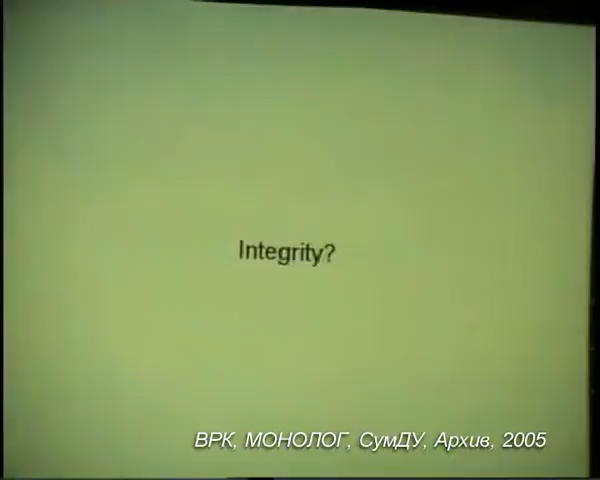 Integrity?
ВРК, МОНОЛОГ, СумДУ, Архив, 2005